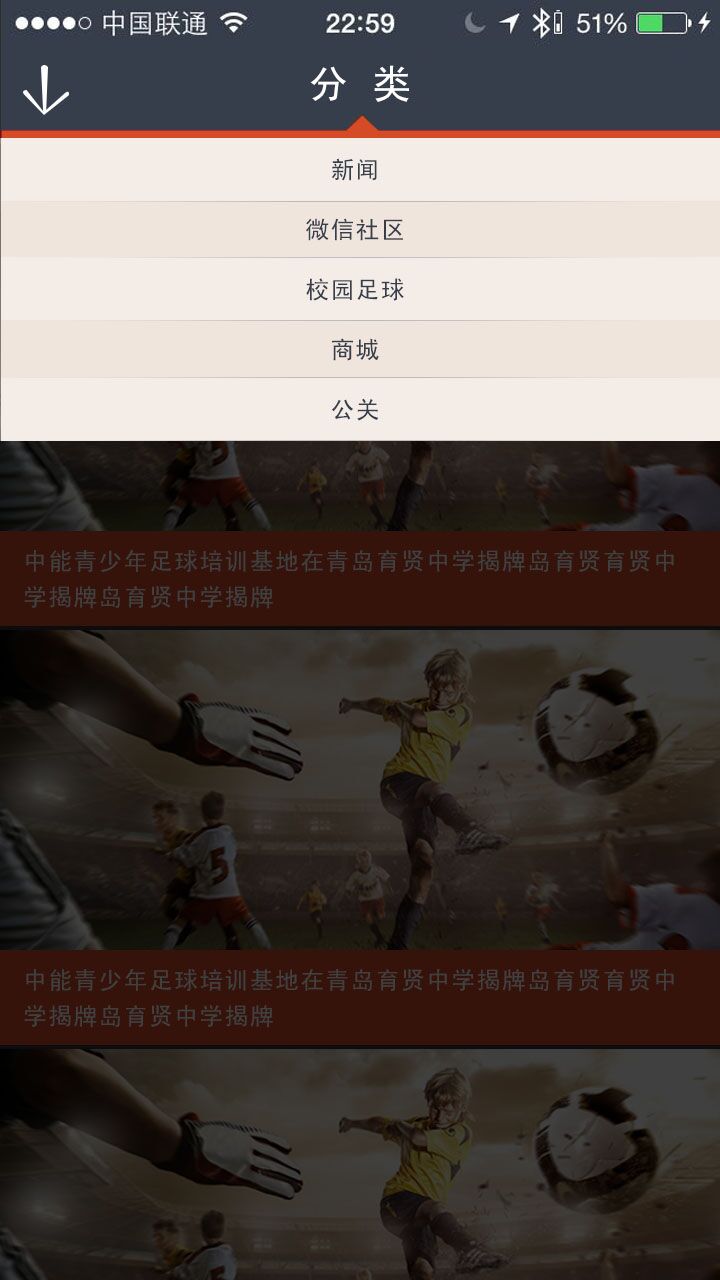 中国联通 22:59 51%
分 类
新闻
微信社区
校园足球
商城
公关
中能青少年足球培训基地在青岛育贤中学揭牌岛育贤育贤中
学揭牌岛育贤中学揭牌
5
中能青少年足球培训基地在青岛育贤中学揭牌岛育贤育贤中
学揭牌岛育贤中学揭牌
5